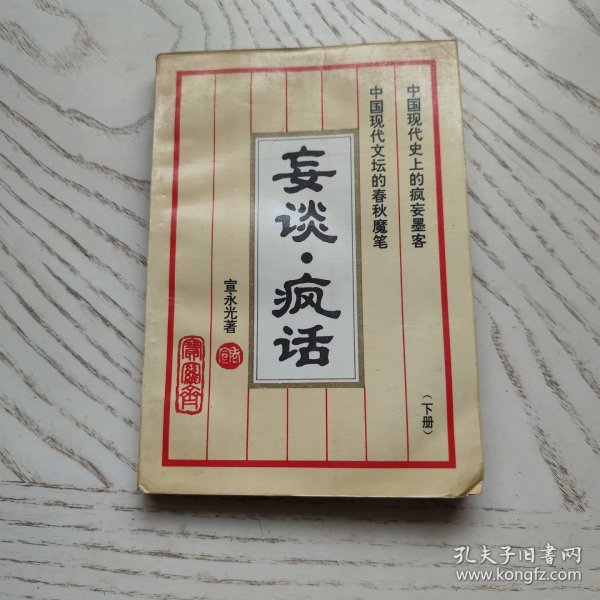 中国现代史上的疯妄墨客
中国现代文坛的春秋魔笔
妄谈·疯话
宣永光著
（下册）
孔夫子旧书网
www.kongfz.com